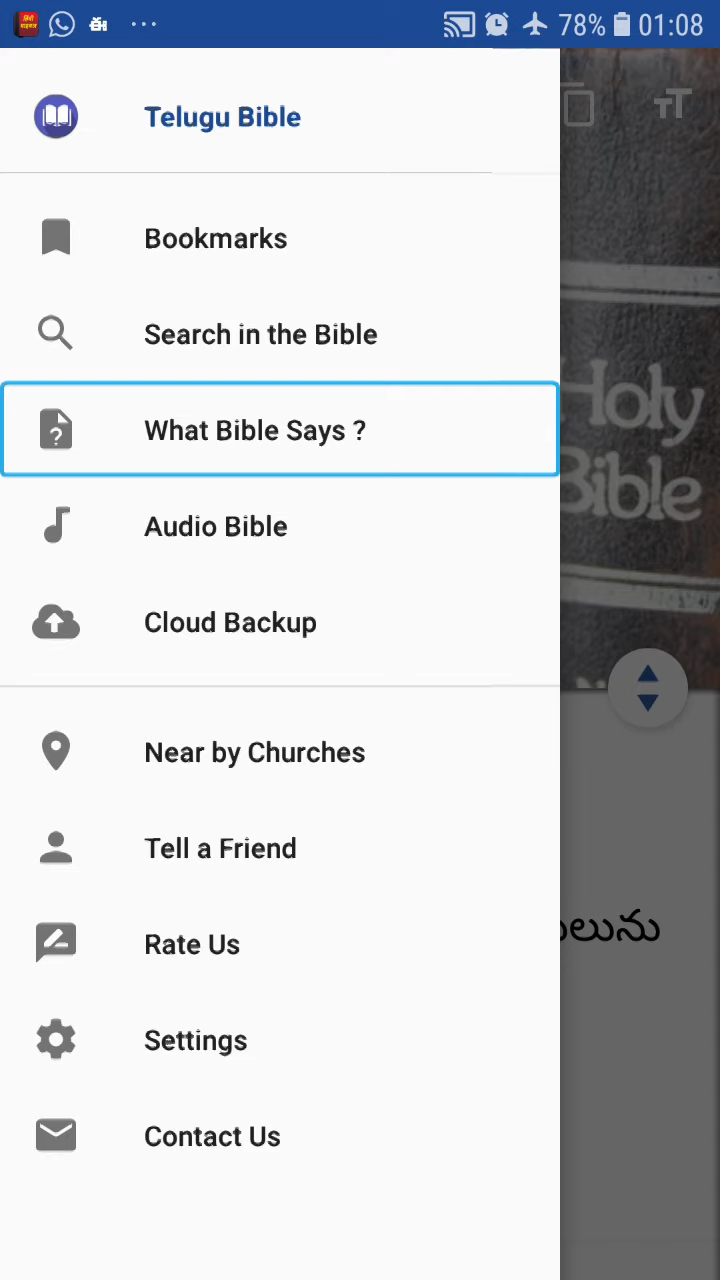 78% 01:08
Telugu Bible
Bookmarks
Search in the Bible
What Bible Says ?
Audio Bible
Cloud Backup
Near by Churches
Tell a Friend
Rate Us
Settings
Contact Us
Holy
Bible